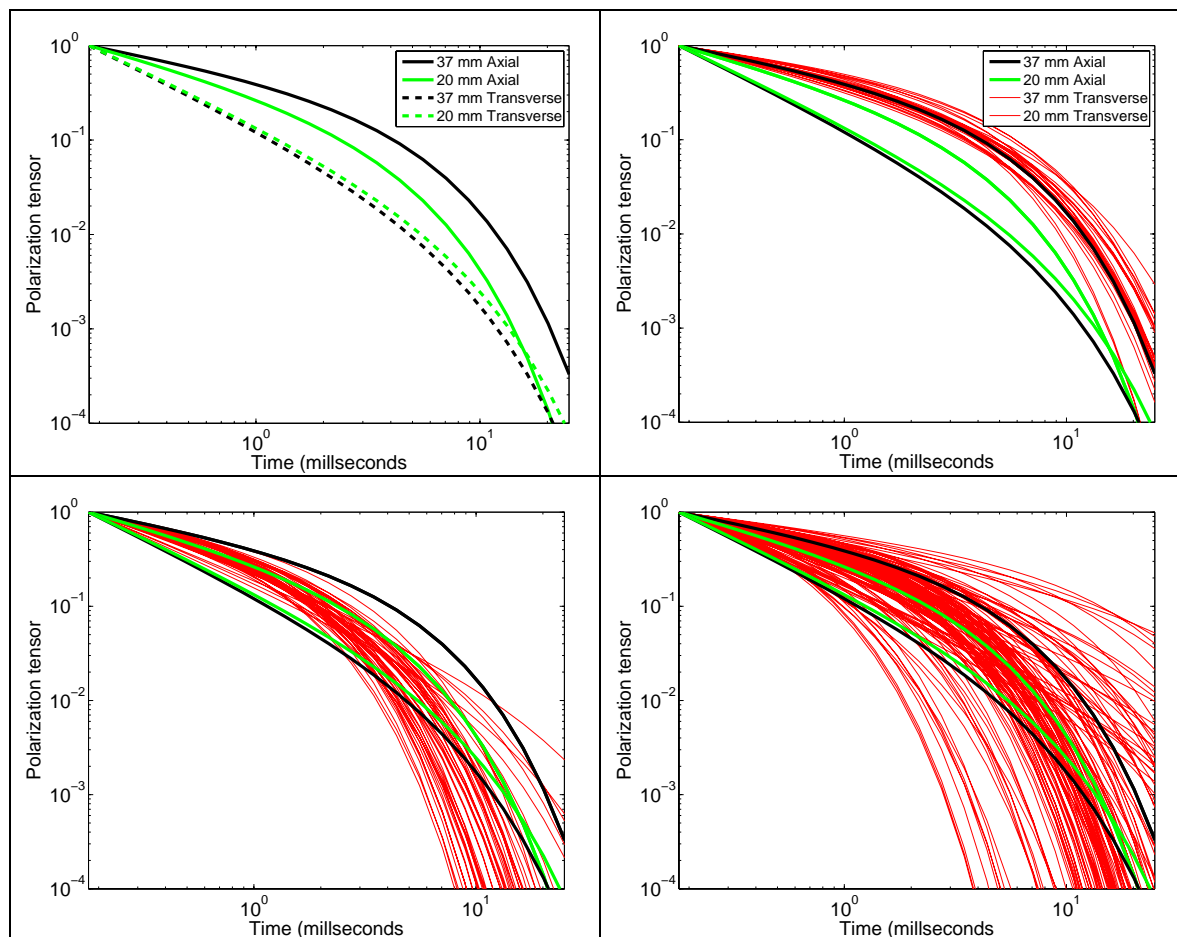 10^0
10^-1
10^-2
10^-3
10^-4
Polarization tensor
37 mm Axial
20 mm Axial
37 mm Transverse
20 mm Transverse
10^0
10^1
Time (millseconds
10^0
10^-1
10^-2
10^-3
10^-4
Polarization tensor
37 mm Axial
20 mm Axial
37 mm Transverse
20 mm Transverse
10^0
10^1
Time (millseconds
10^0
10^-1
10^-2
10^-3
10^-4
Polarization tensor
10^0
10^1
Time (millseconds
10^0
10^-1
10^-2
10^-3
10^-4
Polarization tensor
10^0
10^1
Time (millseconds